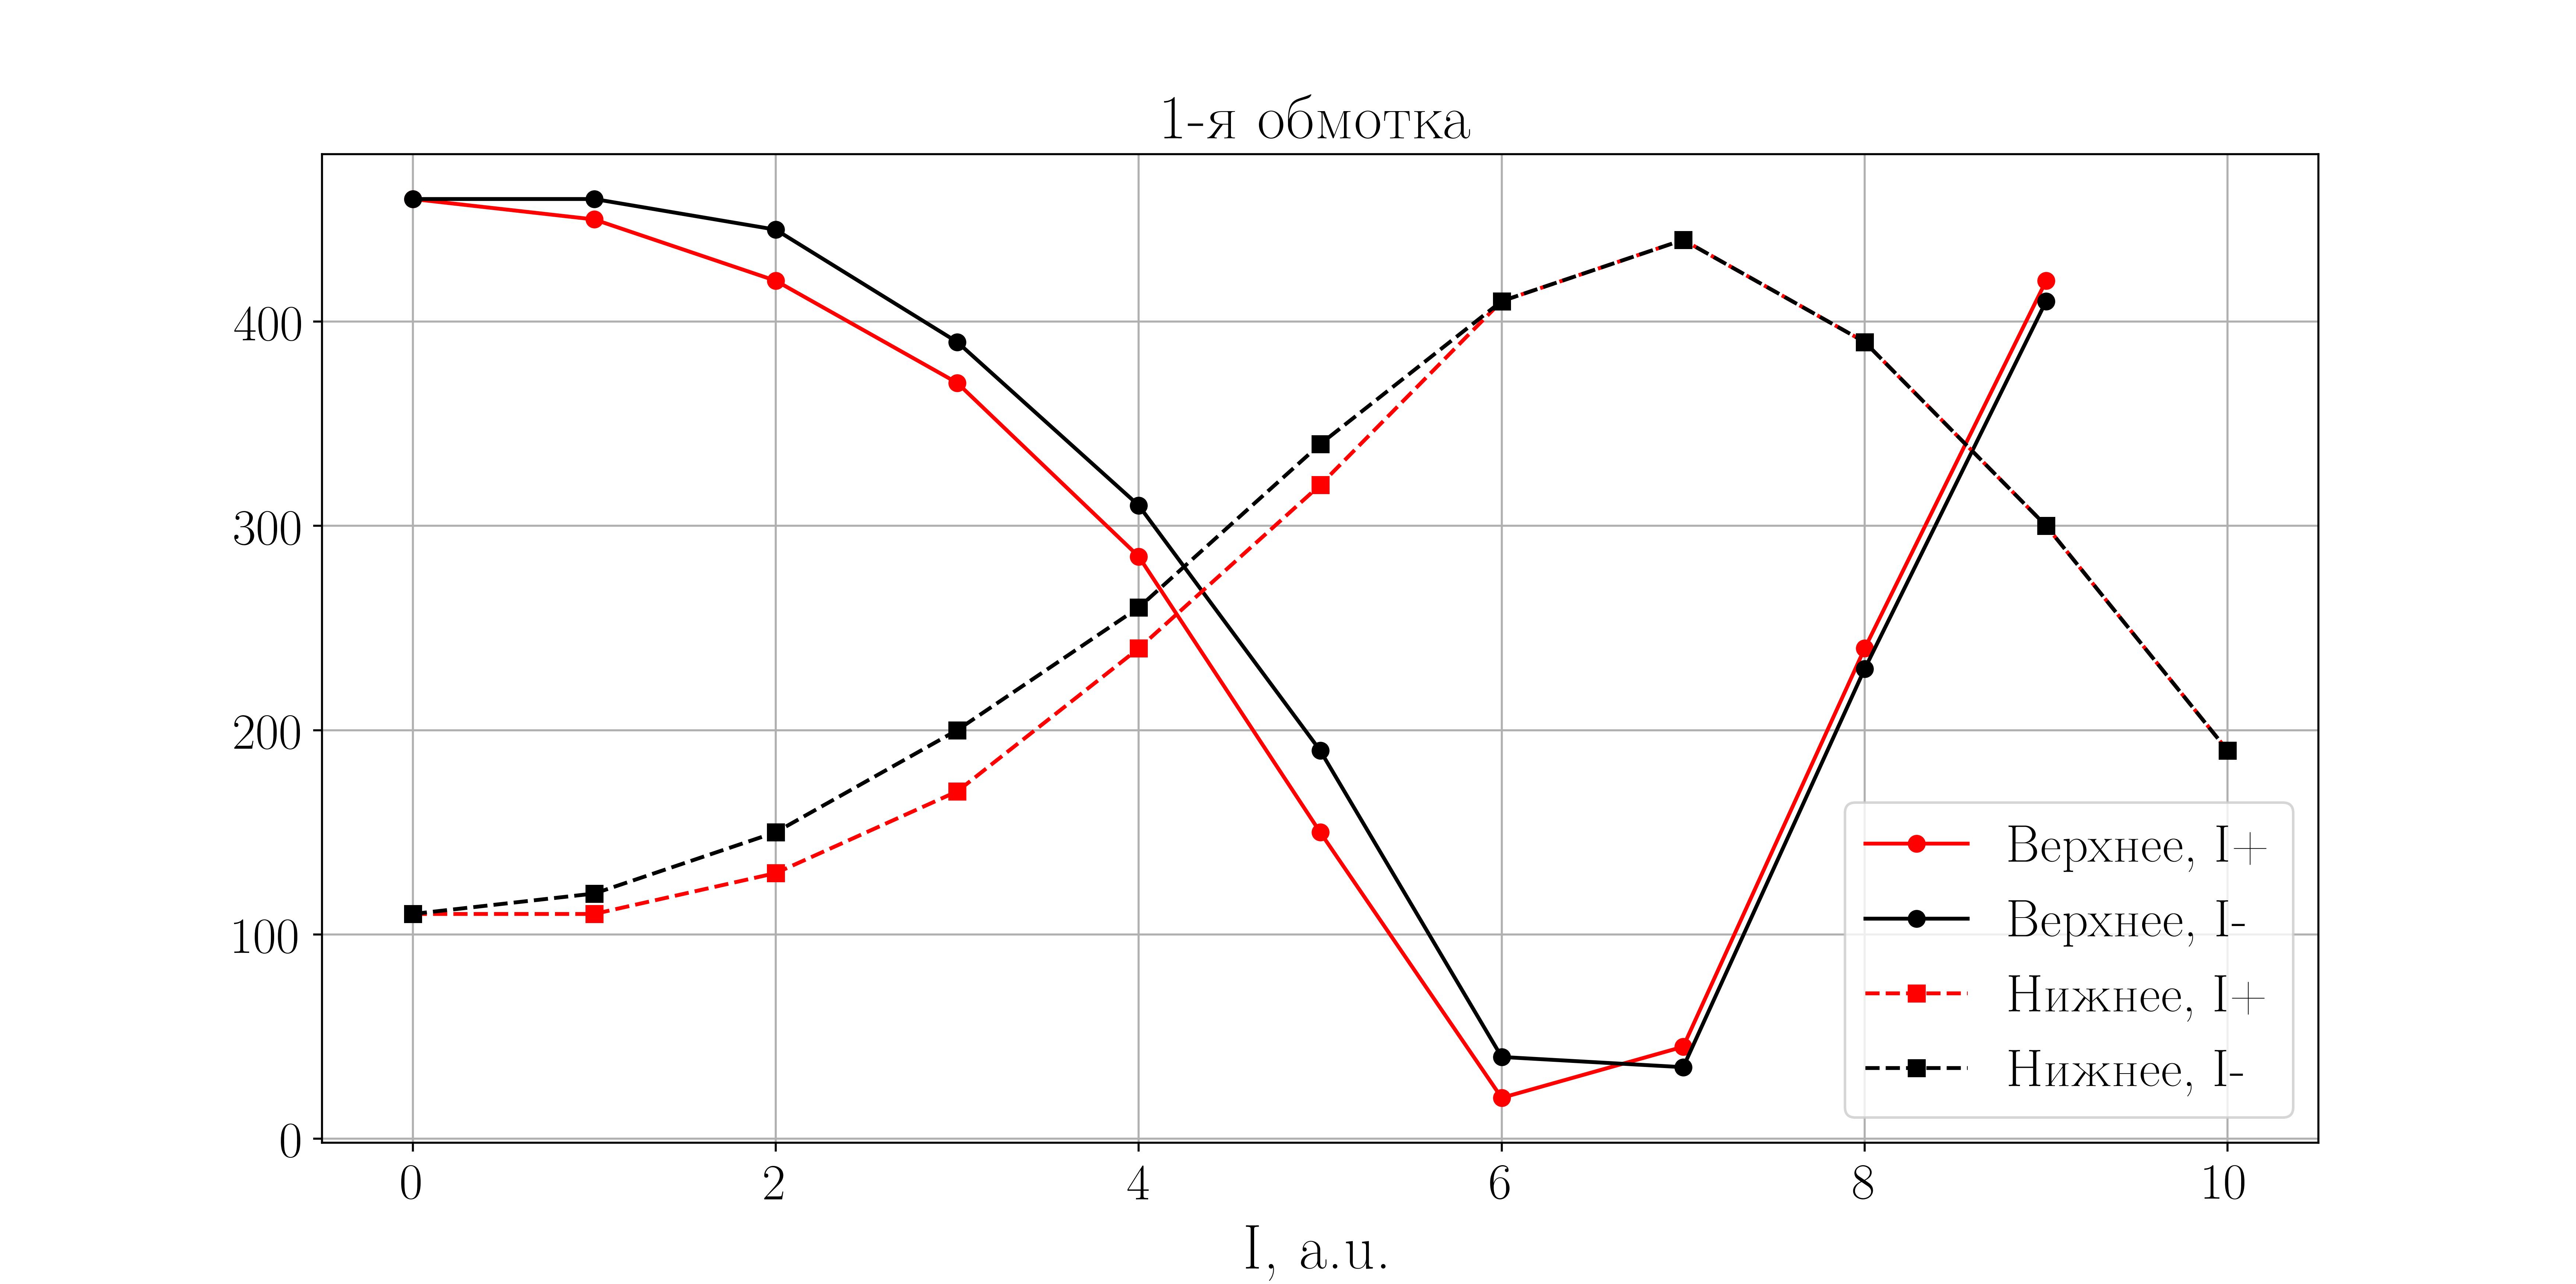 1-я обмотка
400
300
200
100
0
0 2 4 6 8 10
I, a.u.
Верхнее, I+
Верхнее, I-
Нижнее, I+
Нижнее, I-